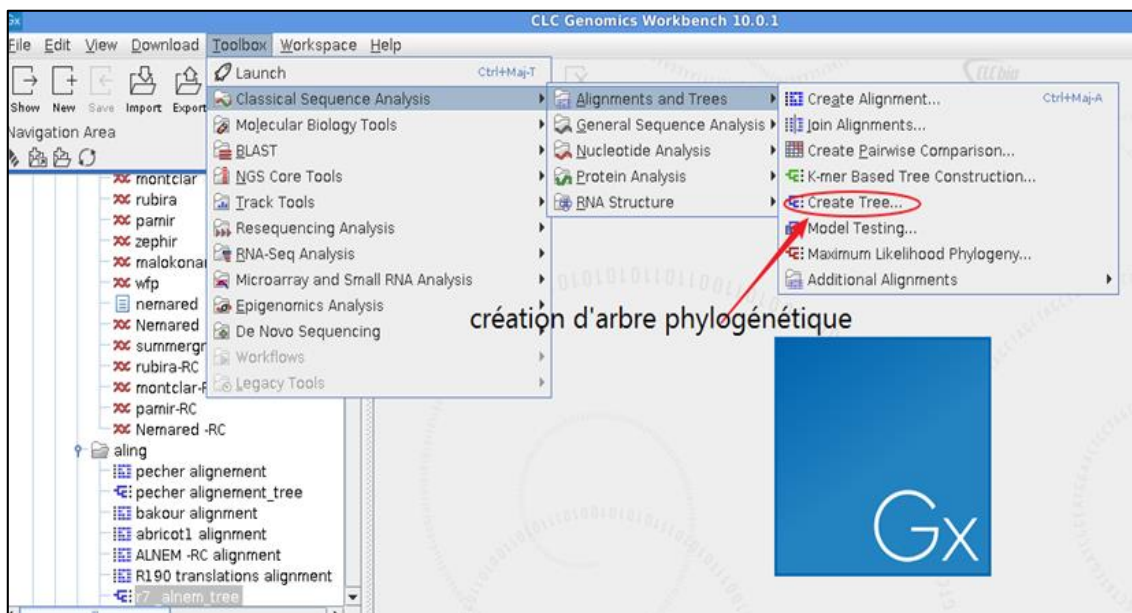 CLC Genomics Workbench 10.0.1
File Edit View Download Toolbox Workspace Help
Show New Save Import Export
Navigation Area
montclar
rubira
pamir
zephir
wfp
nemared
Nemared
rubira-RC
pamir-RC
Nemared -RC
aling
pecher alignement
pecher alignement_tree
bakour alignment
abricot1 alignment
ALNEM -RC alignment
R190 translations alignment
r7_alnem_tree
Launch Ctrl+Maj-T
Classical Sequence Analysis
Molecular Biology Tools
BLAST
NGS Core Tools
Track Tools
Resequencing Analysis
RNA-Seq Analysis
Microarray and Small RNA Analysis
Epigenomics Analysis
De Novo Sequencing
Workflows
Legacy Tools
Alignments and Trees
General Sequence Analysis
Nucleotide Analysis
Protein Analysis
RNA Structure
Create Alignment... Ctrl+Maj-A
Join Alignments...
Create Pairwise Comparison...
K-mer Based Tree Construction...
Create Tree...
Model Testing...
Maximum Likelihood Phylogeny...
Additional Alignments
CLC bio
création d'arbre phylogénétique
Gx